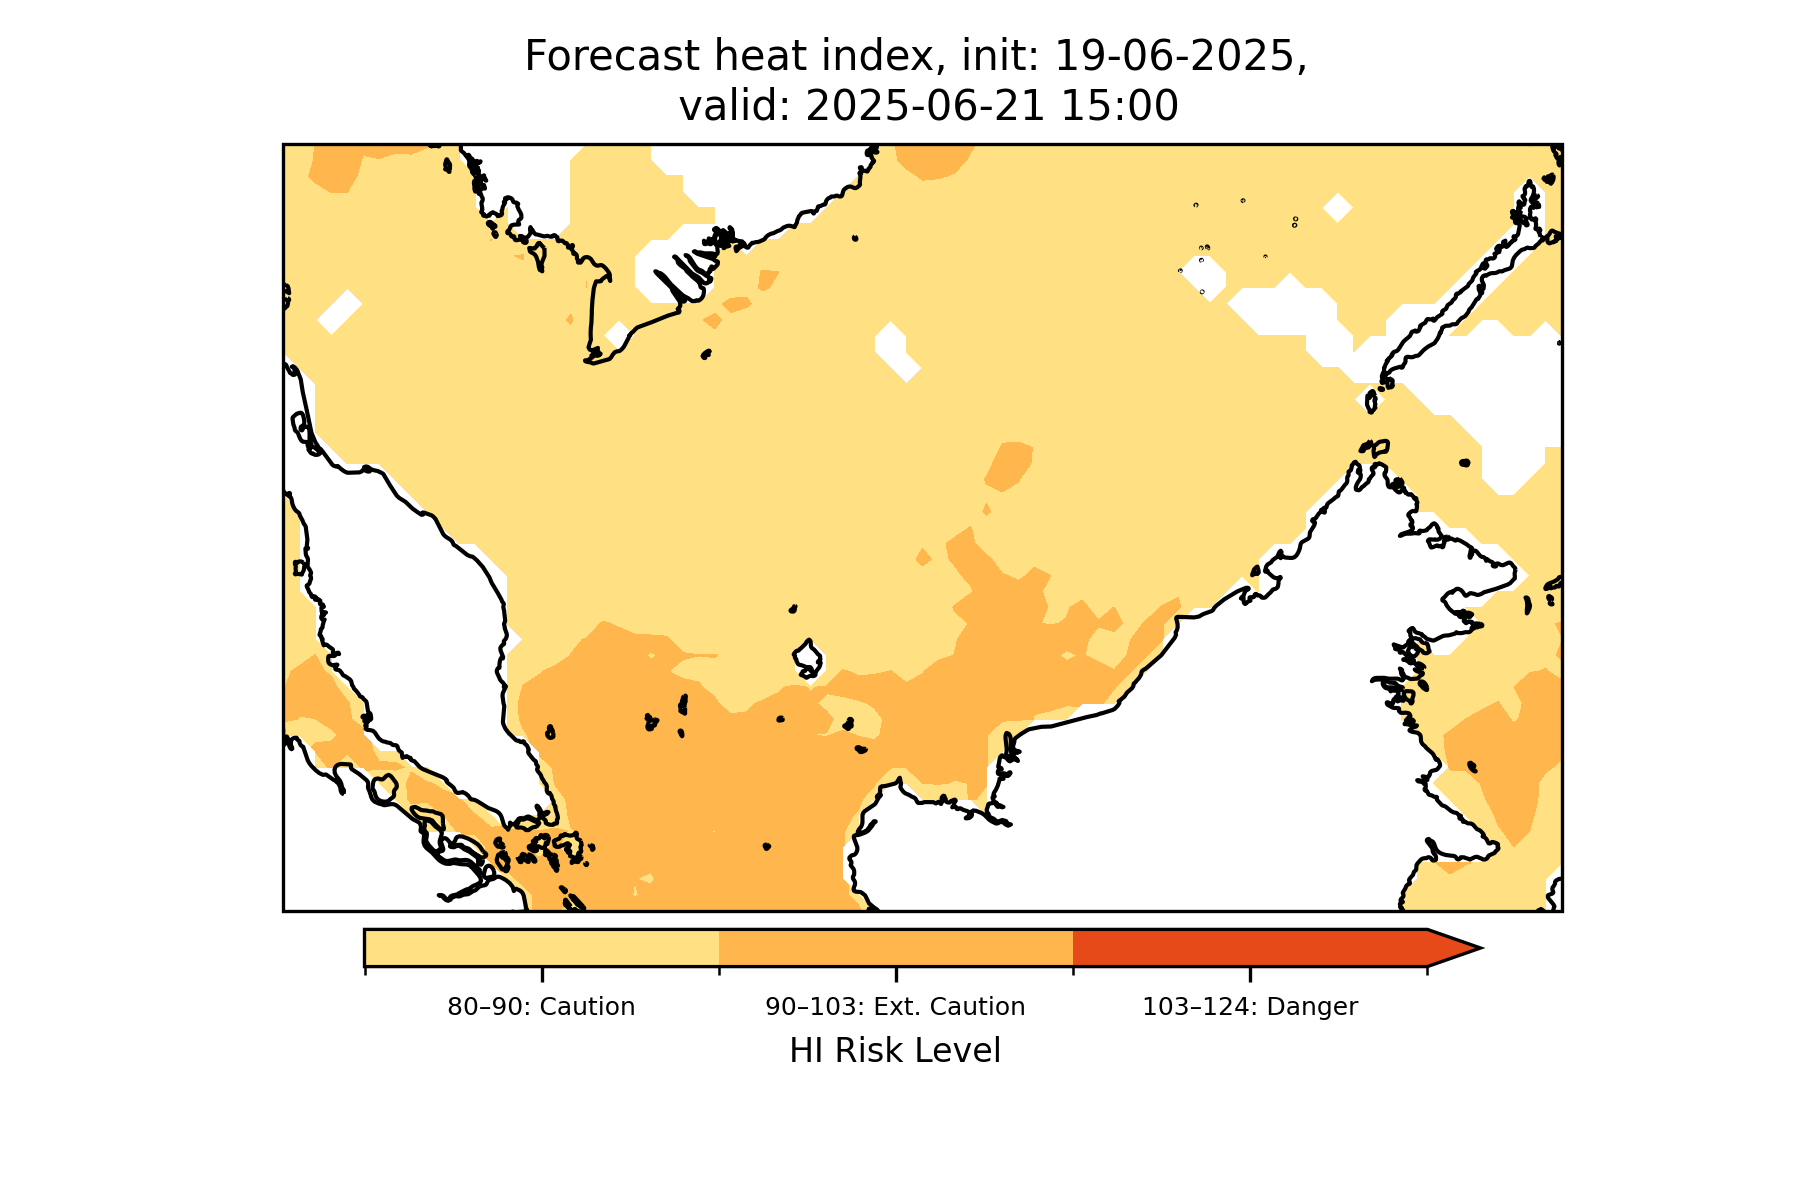 Forecast heat index, init: 19-06-2025,
valid: 2025-06-21 15:00
80–90: Caution
90–103: Ext. Caution
103–124: Danger
HI Risk Level